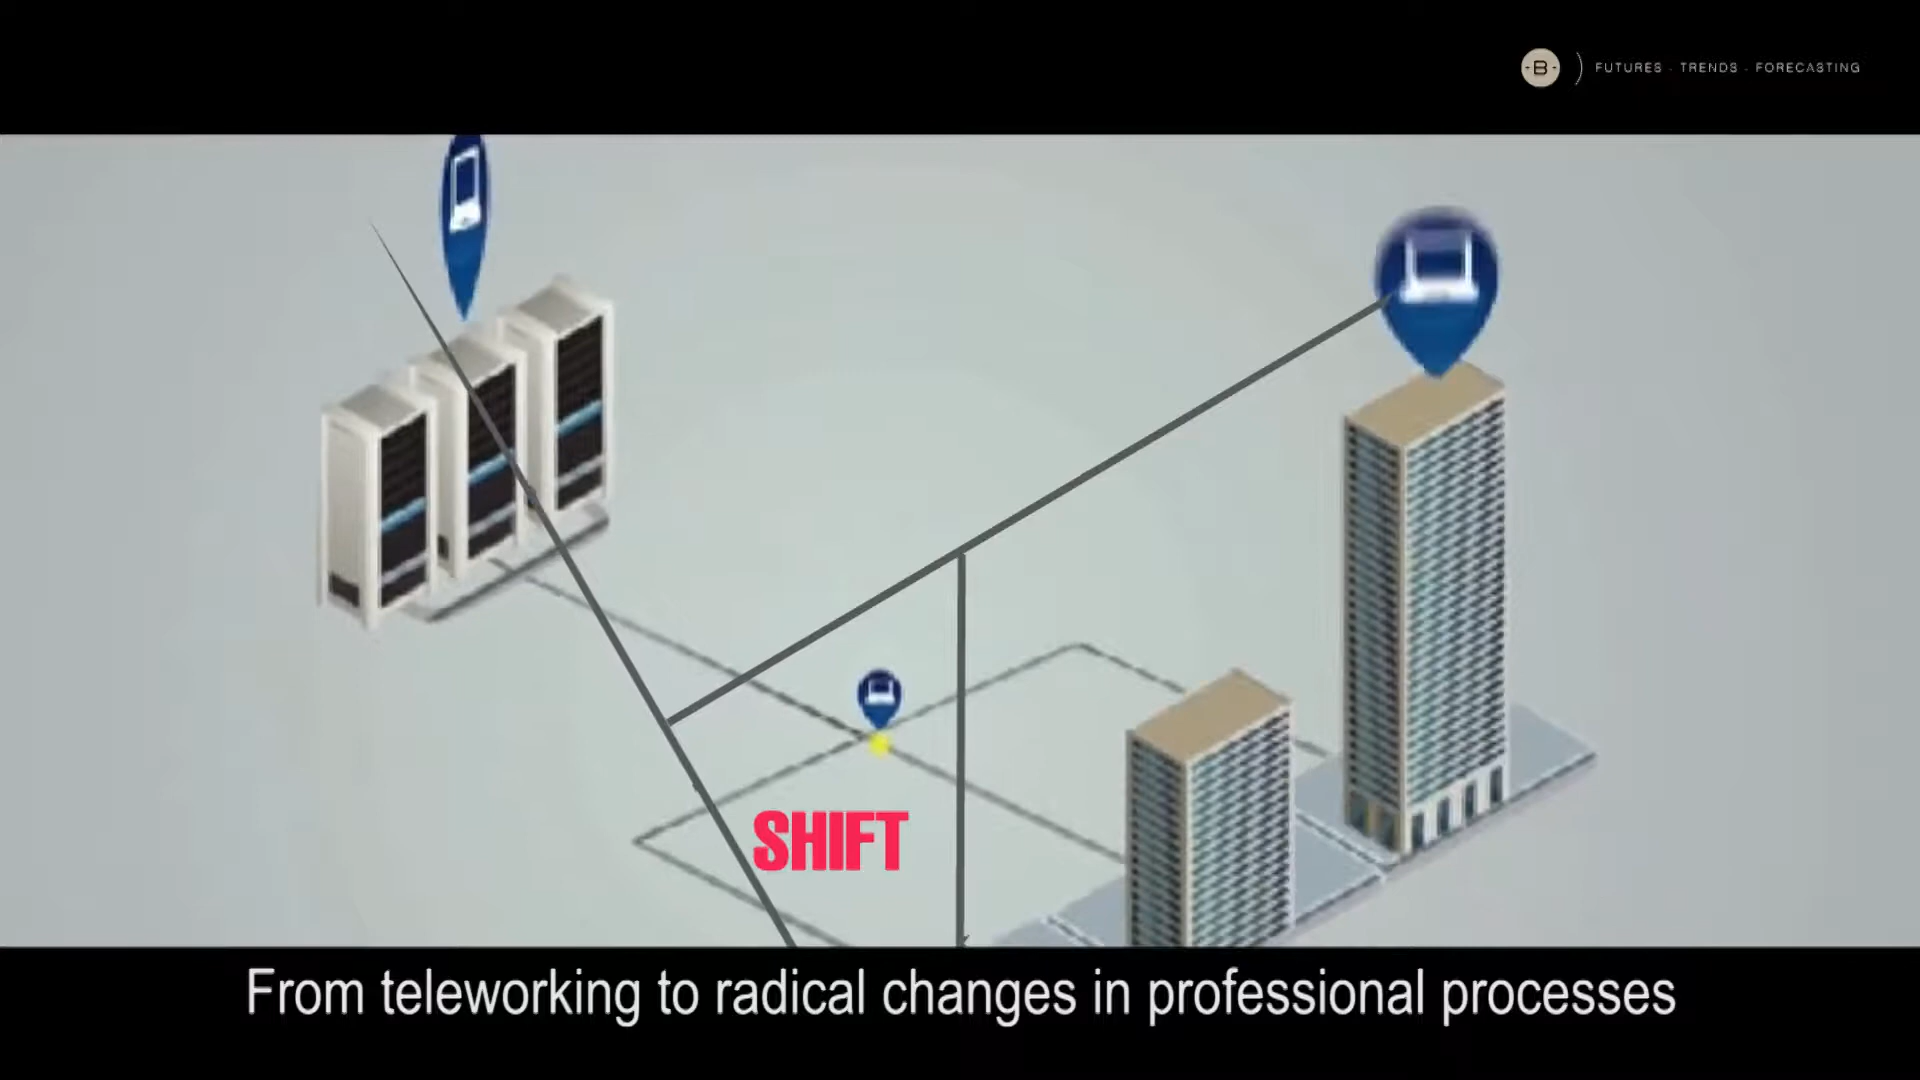 B
FUTURES · TRENDS · FORECASTING
SHIFT
From teleworking to radical changes in professional processes